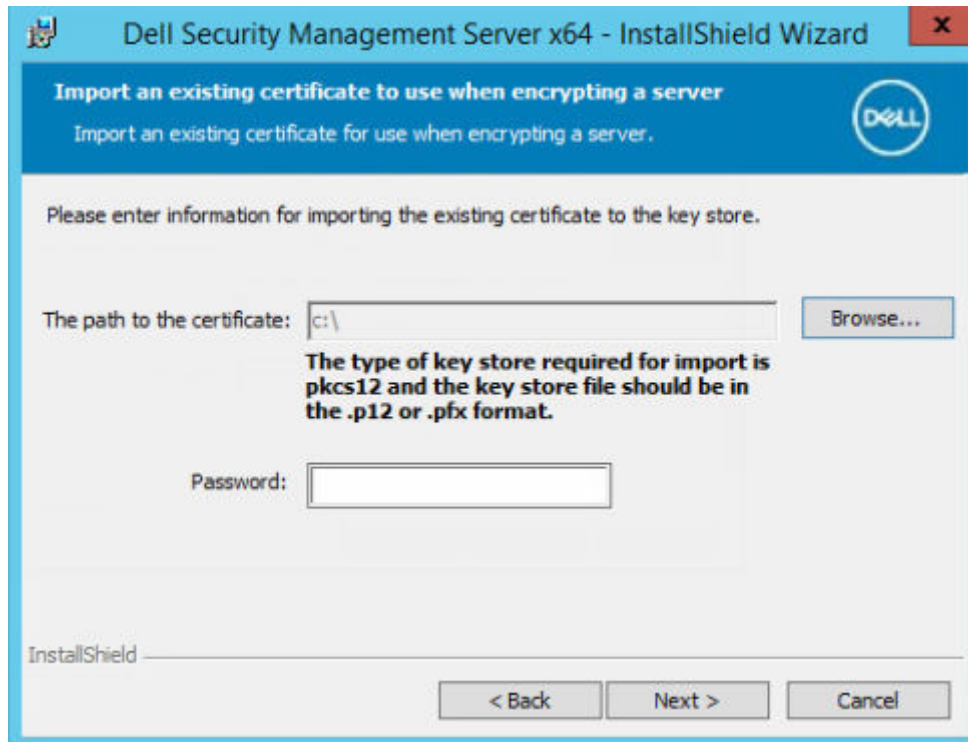 Dell Security Management Server x64 - InstallShield Wizard
x
Import an existing certificate to use when encrypting a server
Import an existing certificate for use when encrypting a server.
DELL
Please enter information for importing the existing certificate to the key store.
The path to the certificate: c:\ Browse...
The type of key store required for import is
pkcs12 and the key store file should be in
the .p12 or .pfx format.
Password:
InstallShield
< Back Next > Cancel